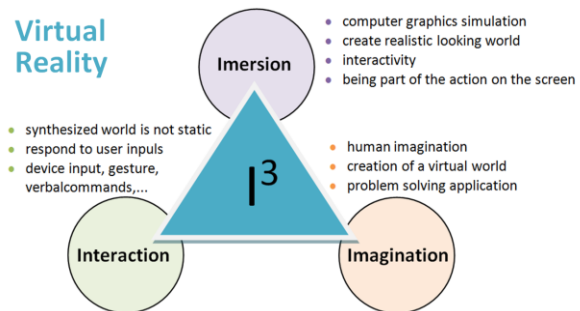 Virtual
Reality
Imersion
• computer graphics simulation
• create realistic looking world
• interactivity
• being part of the action on the screen
• synthesized world is not static
• respond to user inpuls
• device input, gesture,
verbalcommands,...
I³
• human imagination
• creation of a virtual world
• problem solving application
Interaction
Imagination